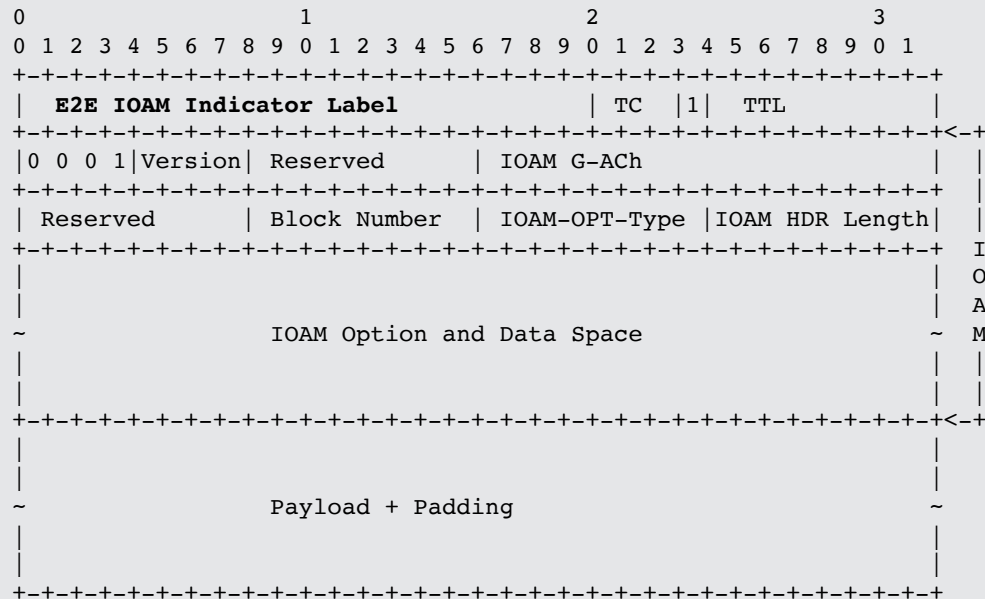 0                   1                   2                   3
0 1 2 3 4 5 6 7 8 9 0 1 2 3 4 5 6 7 8 9 0 1 2 3 4 5 6 7 8 9 0 1
+-+-+-+-+-+-+-+-+-+-+-+-+-+-+-+-+-+-+-+-+-+-+-+-+-+-+-+-+-+-+-+-+
|  E2E IOAM Indicator Label             | TC  |1|  TTL          |
+-+-+-+-+-+-+-+-+-+-+-+-+-+-+-+-+-+-+-+-+-+-+-+-+-+-+-+-+-+-+-+-+<-+
|0 0 0 1|Version| Reserved      | IOAM G-ACh                    |  |
+-+-+-+-+-+-+-+-+-+-+-+-+-+-+-+-+-+-+-+-+-+-+-+-+-+-+-+-+-+-+-+-+  |
| Reserved      | Block Number  | IOAM-OPT-Type |IOAM HDR Length|  |
+-+-+-+-+-+-+-+-+-+-+-+-+-+-+-+-+-+-+-+-+-+-+-+-+-+-+-+-+-+-+-+-+  I
|                                                               |  O
|                                                               |  A
~                 IOAM Option and Data Space                    ~  M
|                                                               |  |
|                                                               |  |
+-+-+-+-+-+-+-+-+-+-+-+-+-+-+-+-+-+-+-+-+-+-+-+-+-+-+-+-+-+-+-+-+<-+
|                                                               |
|                                                               |
~                 Payload + Padding                             ~
|                                                               |
|                                                               |
+-+-+-+-+-+-+-+-+-+-+-+-+-+-+-+-+-+-+-+-+-+-+-+-+-+-+-+-+-+-+-+-+